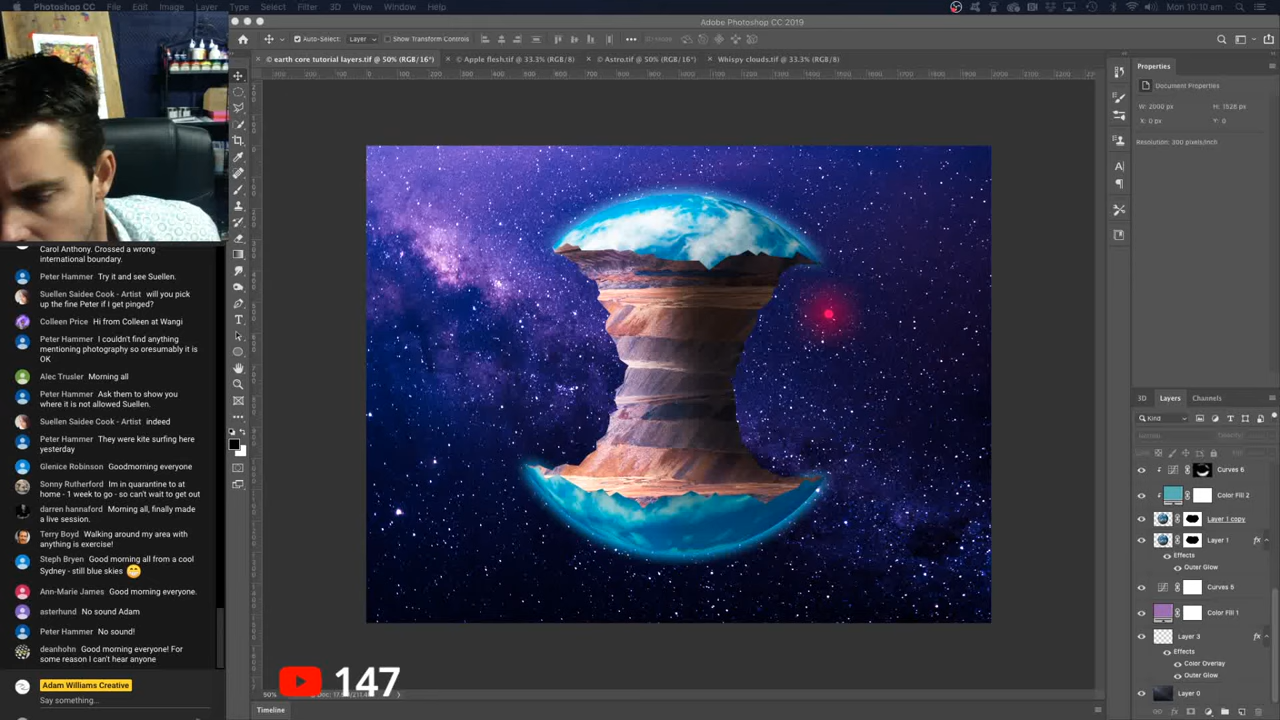 Photoshop CC File Edit Image Layer Type Select Filter 3D View Window Help
Mon 10:10 am
Adobe Photoshop CC 2019
Auto-Select: Layer Show Transform Controls
× © earth core tutorial layers.tif @ 50% (RGB/16*) × © Apple flesh.tif @ 33.3% (RGB/8) × © Astro.tif @ 50% (RGB/16*) × Whispy clouds.tif @ 33.3% (RGB/8)
Properties
Document Properties
W: 2000 px H: 1528 px
X: 0 px Y: 0
Resolution: 300 pixels/inch
3D Layers Channels
Kind
Curves 6
Color Fill 2
Layer 1 copy
Layer 1 fx
Effects
Outer Glow
Curves 5
Color Fill 1
Layer 3 fx
Effects
Color Overlay
Outer Glow
Layer 0
Carol Anthony. Crossed a wrong
international boundary.
Peter Hammer Try it and see Suellen.
Suellen Saidee Cook - Artist will you pick
up the fine Peter if I get pinged?
Colleen Price Hi from Colleen at Wangi
Peter Hammer I couldn't find anything
mentioning photography so oresumably it is
OK
Alec Trusler Morning all
Peter Hammer Ask them to show you
where it is not allowed Suellen.
Suellen Saidee Cook - Artist indeed
Peter Hammer They were kite surfing here
yesterday
Glenice Robinson Goodmorning everyone
Sonny Rutherford Im in quarantine to at
home - 1 week to go - so can't wait to get out
darren hannaford Morning all, finally made
a live session.
Terry Boyd Walking around my area with
anything is exercise!
Steph Bryen Good morning all from a cool
Sydney - still blue skies 😁
Ann-Marie James Good morning everyone.
asterhund No sound Adam
Peter Hammer No sound!
deanhohn Good morning everyone! For
some reason I can't hear anyone
Adam Williams Creative
Say something...
147
50%
Timeline